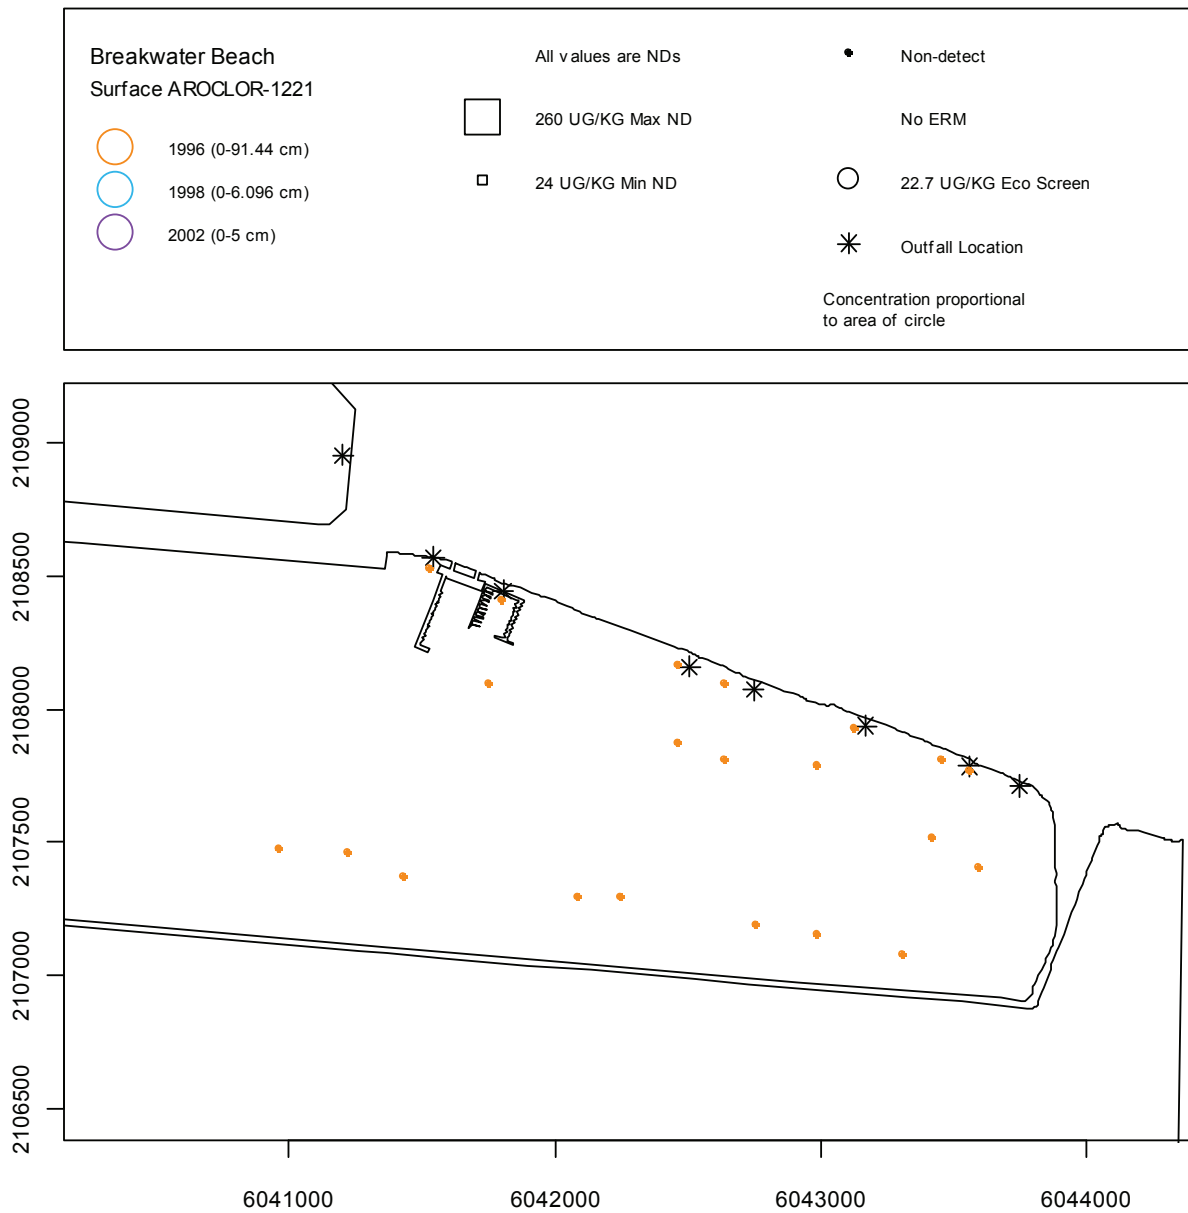 Breakwater Beach
Surface AROCLOR-1221
1996 (0-91.44 cm)
1998 (0-6.096 cm)
2002 (0-5 cm)
All values are NDs
260 UG/KG Max ND
24 UG/KG Min ND
Non-detect
No ERM
22.7 UG/KG Eco Screen
Outfall Location
Concentration proportional
to area of circle
2109000
2108500
2108000
2107500
2107000
2106500
6041000
6042000
6043000
6044000